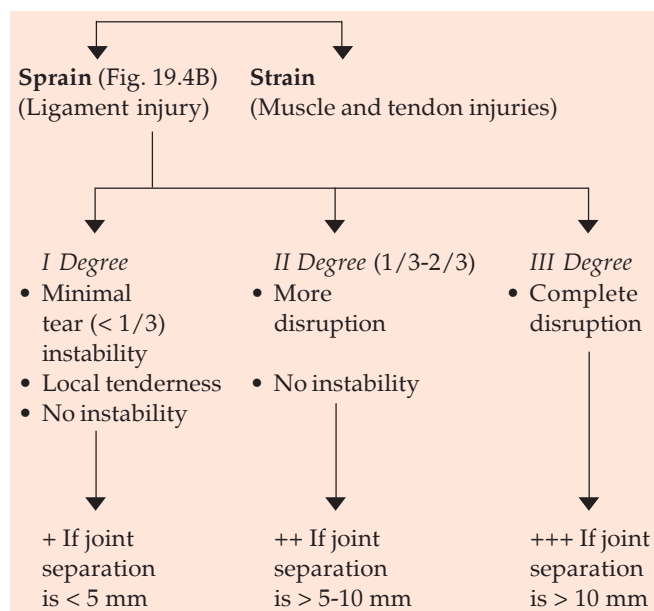 Sprain (Fig. 19.4B)
(Ligament injury)
Strain
(Muscle and tendon injuries)
I Degree
• Minimal
tear (< 1/3)
instability
• Local tenderness
• No instability
II Degree (1/3-2/3)
• More
disruption
• No instability
III Degree
• Complete
disruption
+ If joint
separation
is < 5 mm
++ If joint
separation
is > 5-10 mm
+++ If joint
separation
is > 10 mm